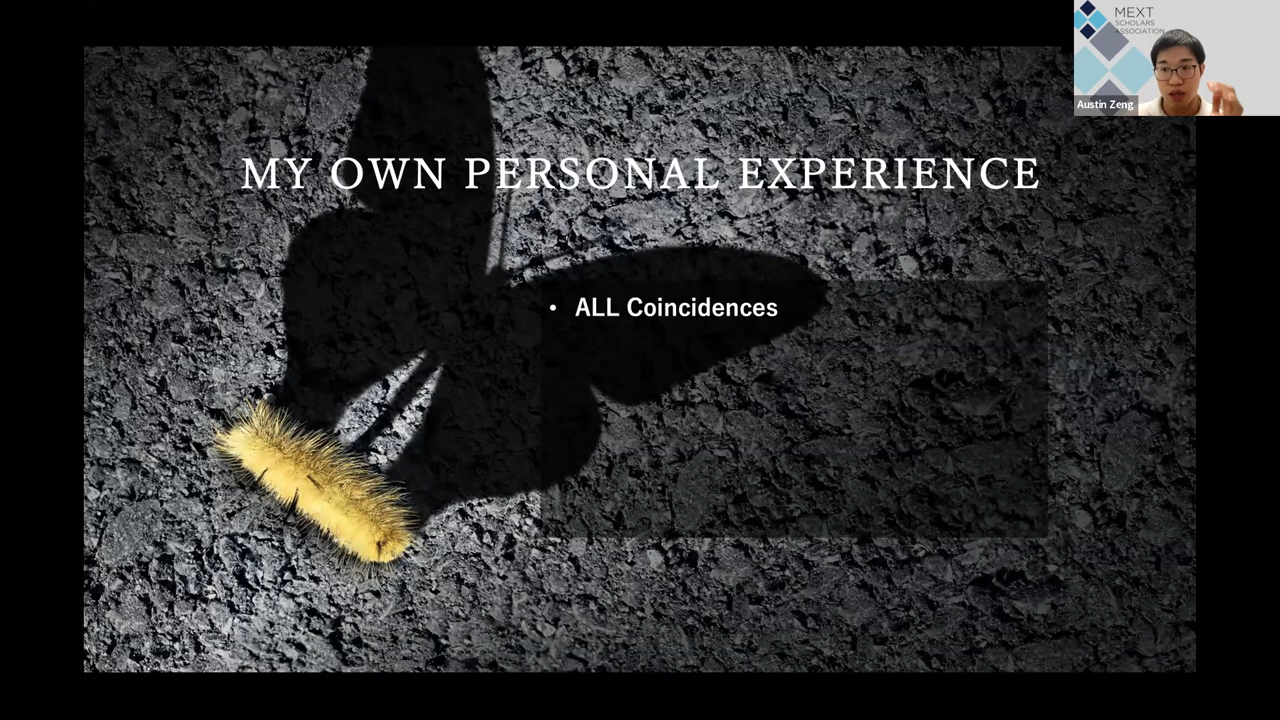 MEXT
SCHOLARS
ASSOCIATION
Austin Zeng
MY OWN PERSONAL EXPERIENCE
• ALL Coincidences